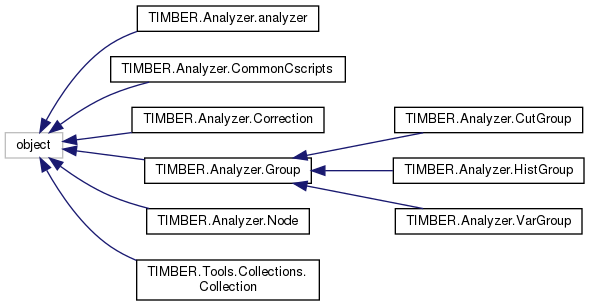 TIMBER.Analyzer.analyzer
TIMBER.Analyzer.CommonCscripts
TIMBER.Analyzer.Correction
TIMBER.Analyzer.CutGroup
object
TIMBER.Analyzer.Group
TIMBER.Analyzer.HistGroup
TIMBER.Analyzer.Node
TIMBER.Analyzer.VarGroup
TIMBER.Tools.Collections.
Collection